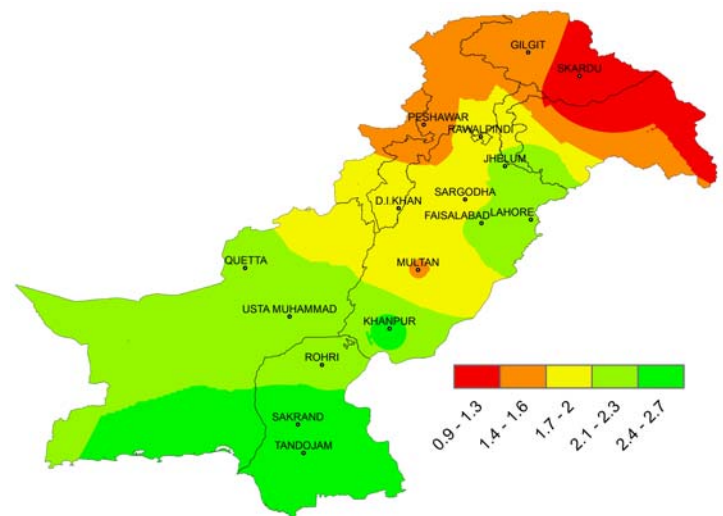 GILGIT
SKARDU
PESHAWAR
RAWALPINDI
JHELUM
SARGODHA
D.I.KHAN
FAISALABAD
LAHORE
MULTAN
QUETTA
USTA MUHAMMAD
KHANPUR
ROHRI
SAKRAND
TANDOJAM
0.9 - 1.3
1.4 - 1.6
1.7 - 2
2.1 - 2.3
2.4 - 2.7